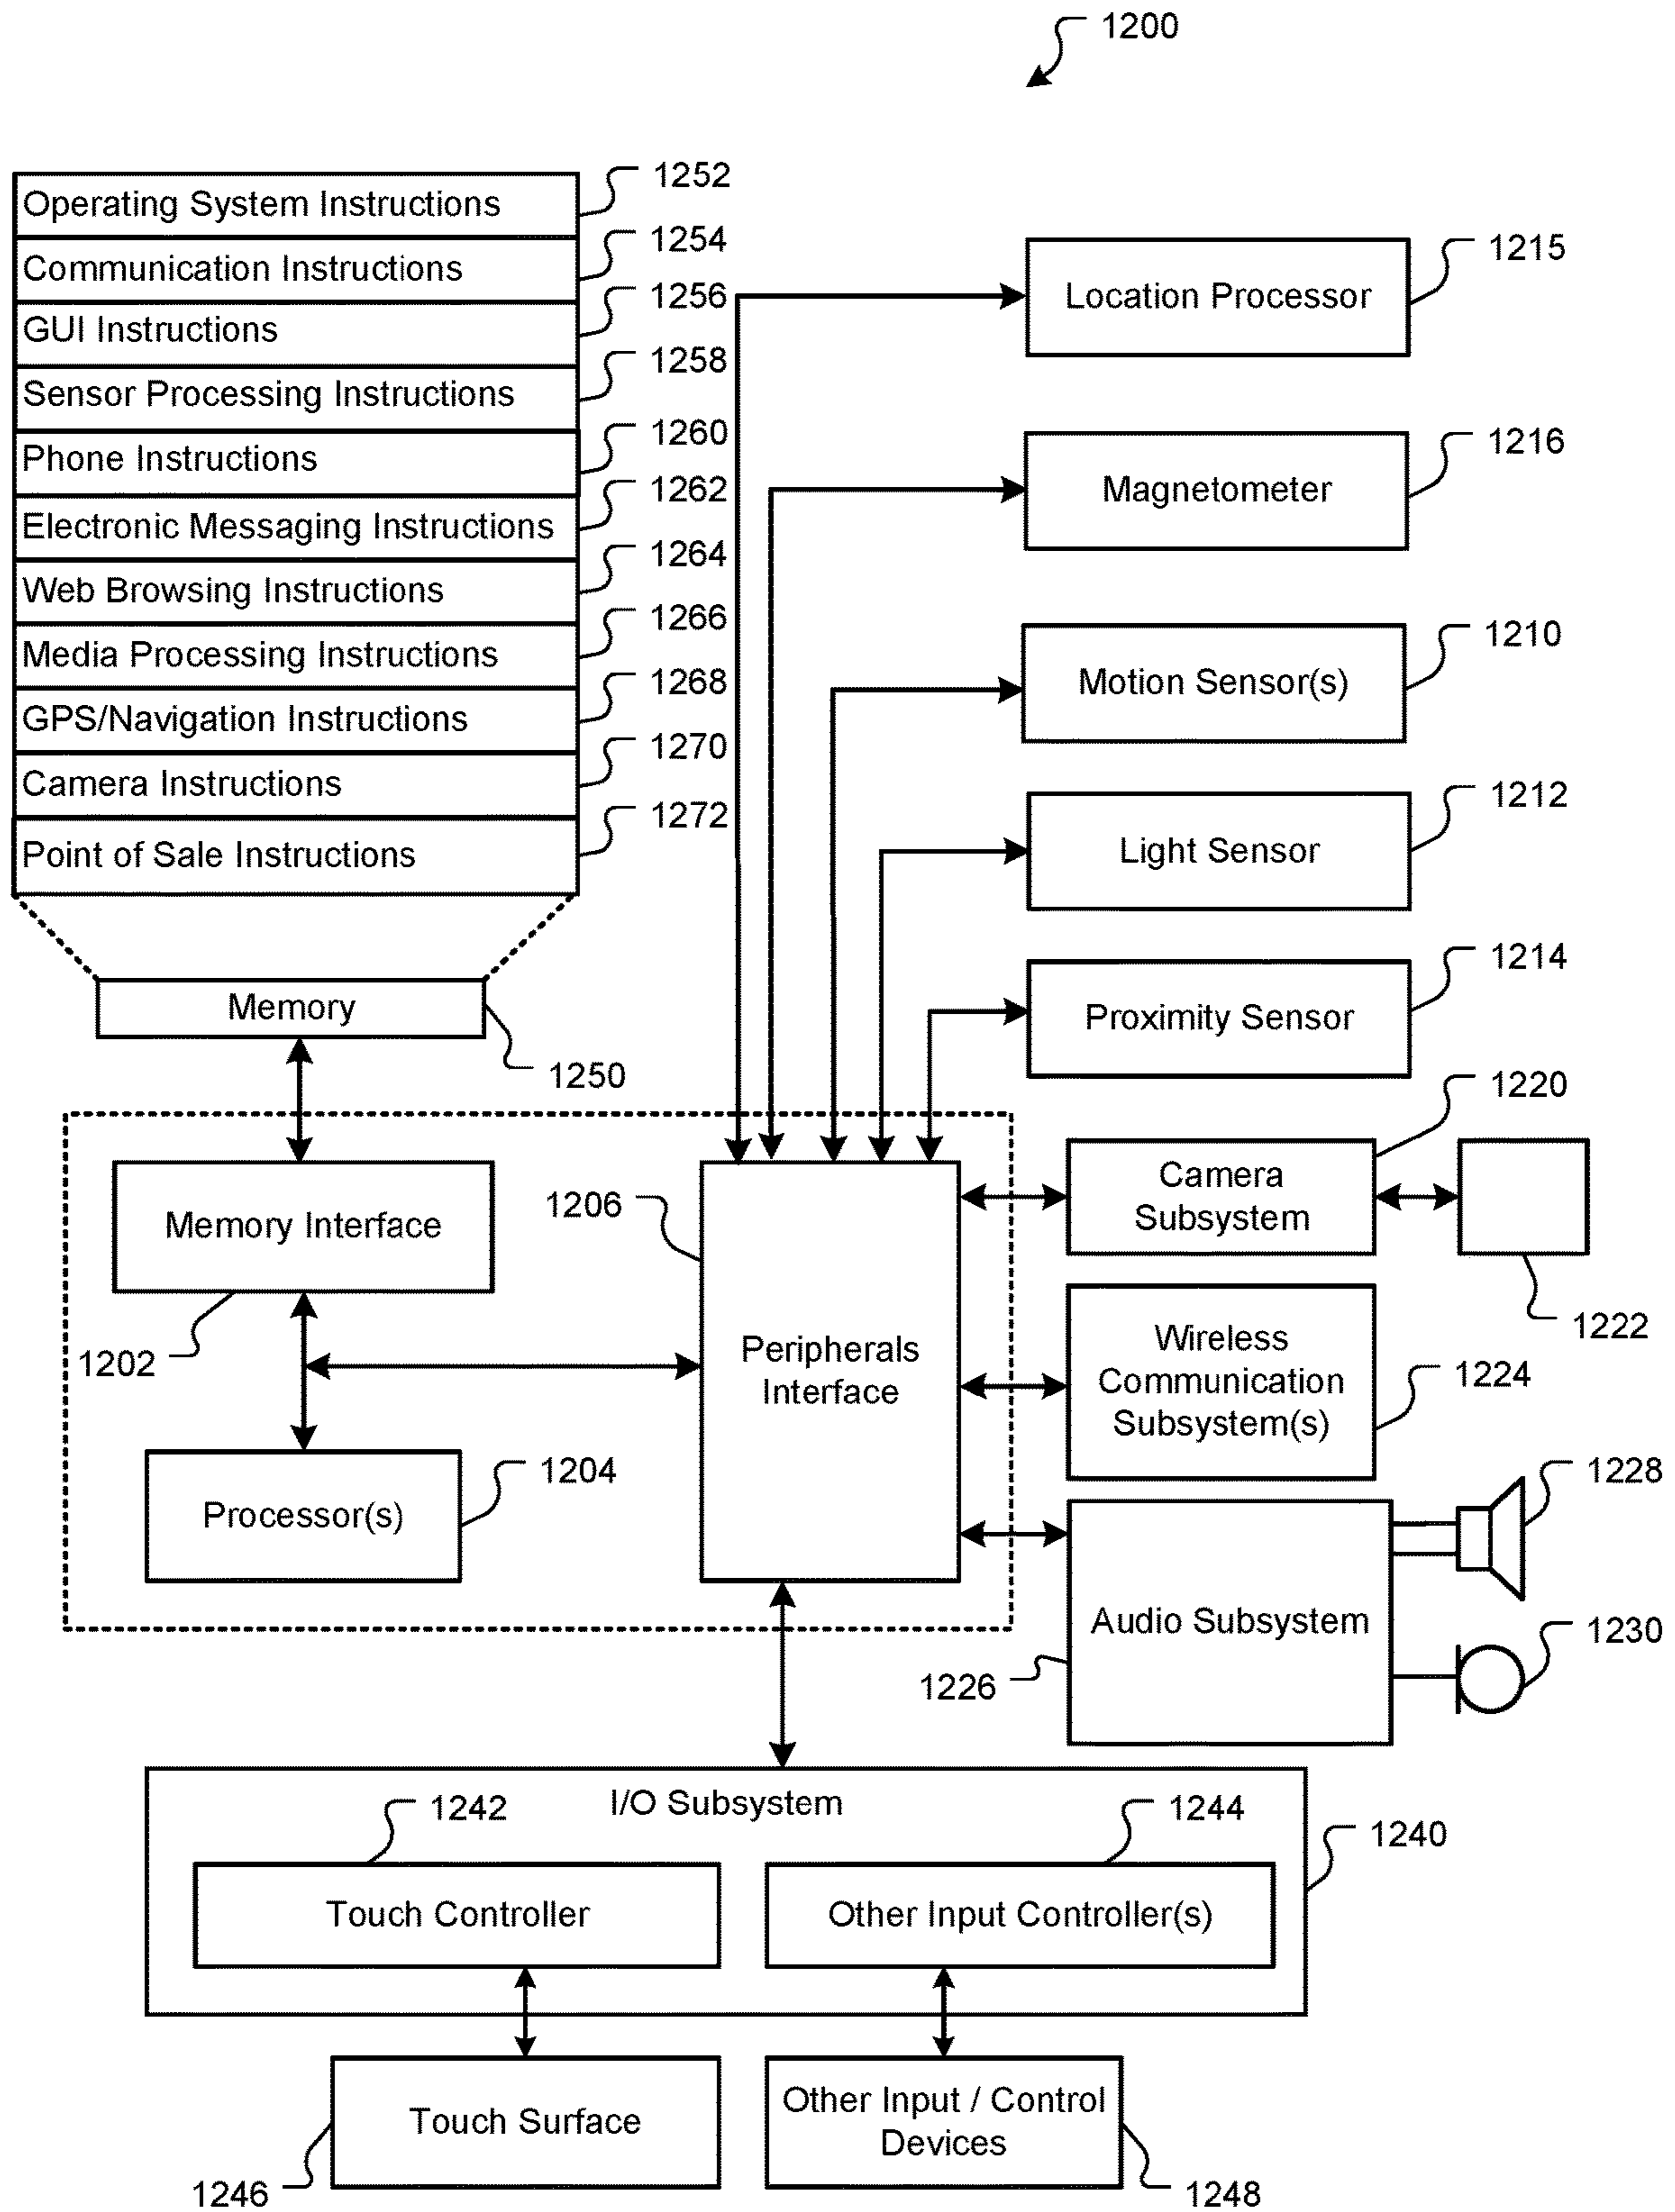 1200
Operating System Instructions
1252
Communication Instructions
1254
GUI Instructions
1256
Sensor Processing Instructions
1258
Phone Instructions
1260
Electronic Messaging Instructions
1262
Web Browsing Instructions
1264
Media Processing Instructions
1266
GPS/Navigation Instructions
1268
Camera Instructions
1270
Point of Sale Instructions
1272
Memory
1250
Location Processor
1215
Magnetometer
1216
Motion Sensor(s)
1210
Light Sensor
1212
Proximity Sensor
1214
Memory Interface
1202
Processor(s)
1204
1206
Peripherals
Interface
Camera
Subsystem
1220
1222
Wireless
Communication
Subsystem(s)
1224
Audio Subsystem
1226
1228
1230
I/O Subsystem
1240
1242
Touch Controller
1244
Other Input Controller(s)
Touch Surface
1246
Other Input / Control
Devices
1248